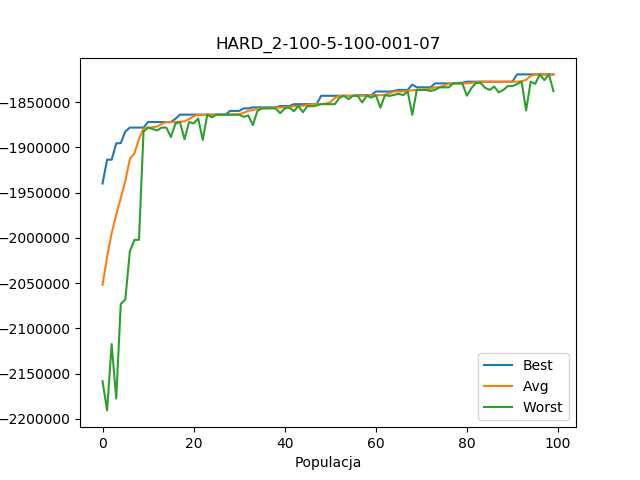 HARD_2-100-5-100-001-07
−1850000
−1900000
−1950000
−2000000
−2050000
−2100000
−2150000
−2200000
0 20 40 60 80 100
Populacja
Best
Avg
Worst